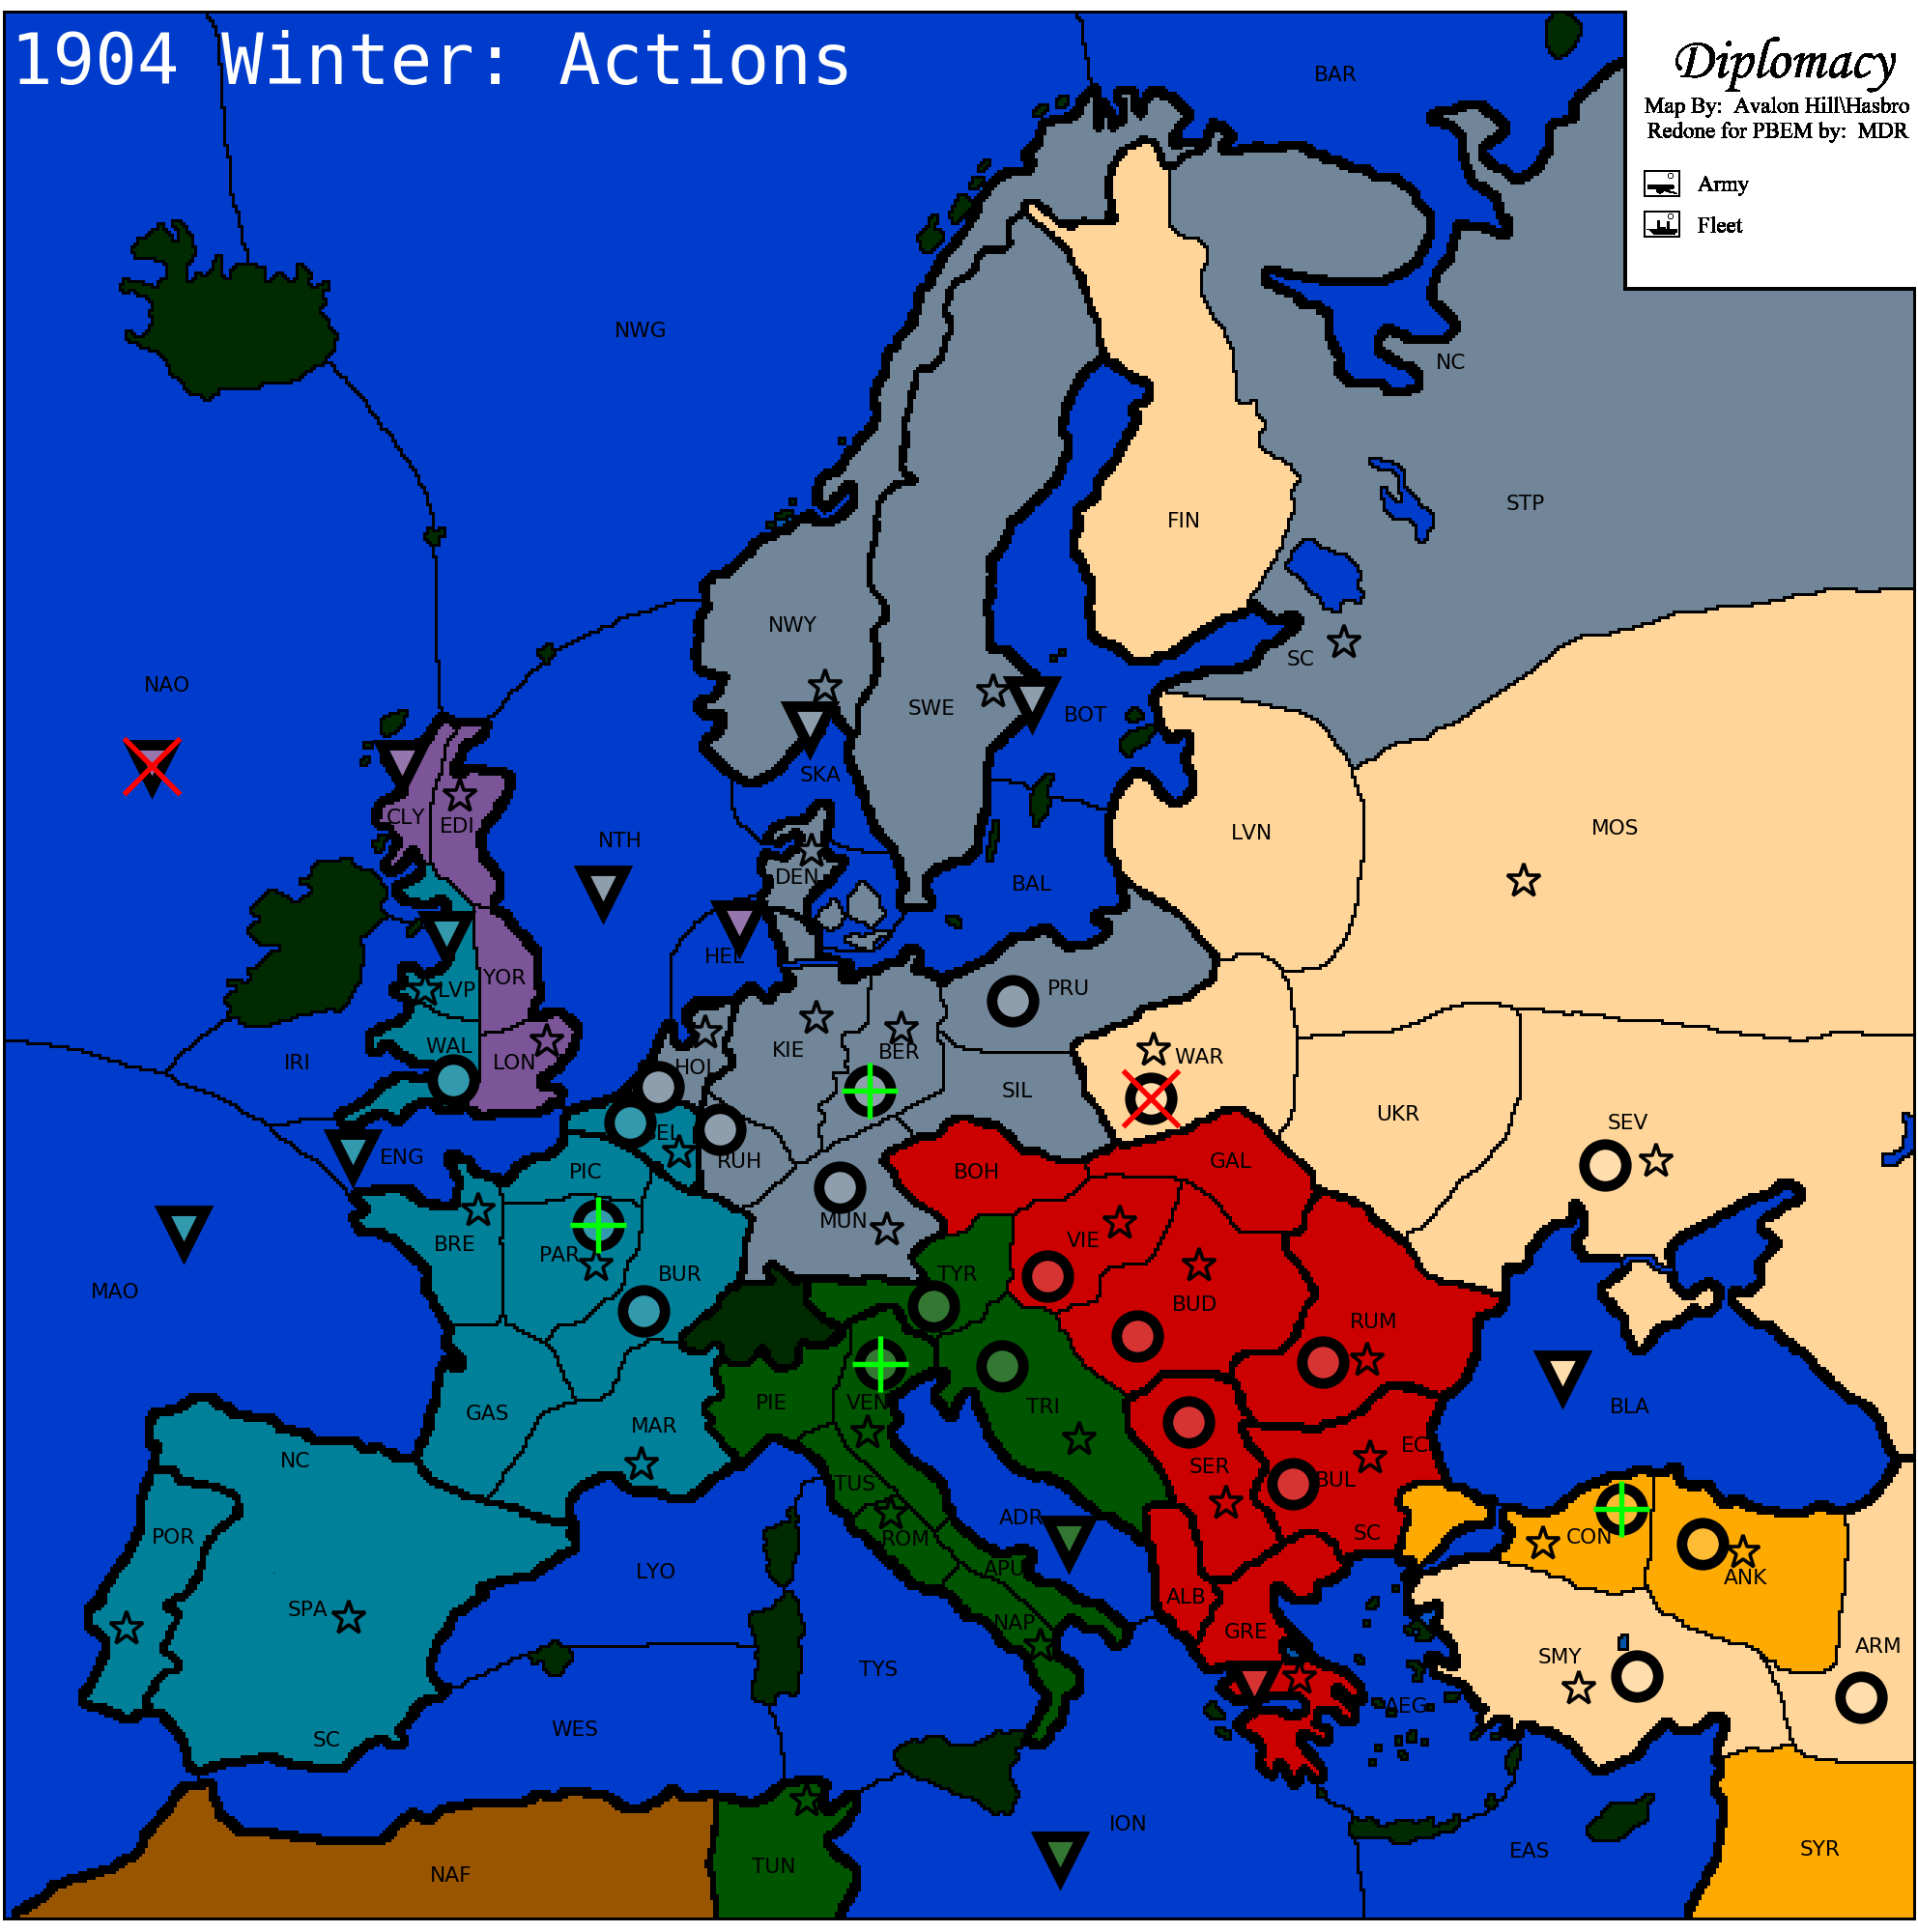 1904 Winter: Actions
Diplomacy
Map By: Avalon Hill\Hasbro
Redone for PBEM by: MDR
Army
Fleet
BAR
NWG
NC
STP
FIN
NWY
SC
NAO
SWE
BOT
SKA
CLY
EDI
NTH
LVN
MOS
DEN
BAL
HEL
YOR
LVP
PRU
WAL
LON
IRI
HOL
KIE
BER
WAR
SIL
UKR
SEV
ENG
PIC
BEL
RUH
BOH
GAL
MUN
BRE
PAR
BUR
VIE
TYR
BUD
MAO
RUM
GAS
MAR
PIE
VEN
TRI
BLA
NC
TUS
SER
BUL
EC
POR
ROM
ADR
SC
CON
LYO
APU
ANK
SPA
ALB
NAP
GRE
SMY
ARM
TYS
AEG
SC
WES
ION
EAS
SYR
NAF
TUN